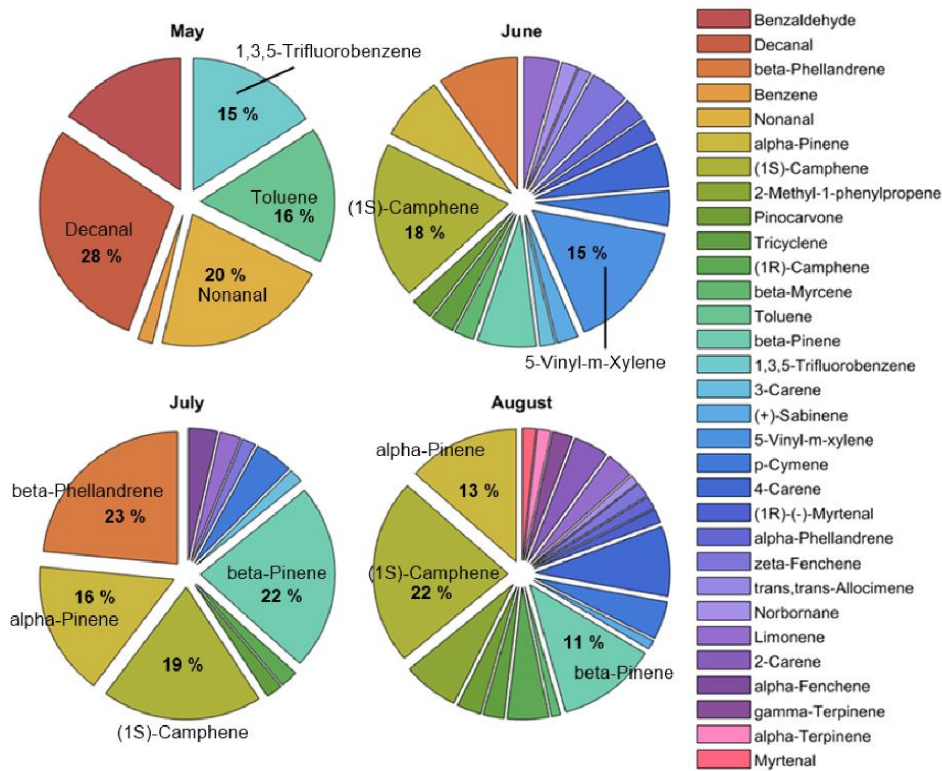 May
1,3,5-Trifluorobenzene
15 %
Toluene
16 %
20 %
Nonanal
Decanal
28 %
June
(1S)-Camphene
18 %
15 %
5-Vinyl-m-Xylene
July
beta-Phellandrene
23 %
beta-Pinene
22 %
16 %
alpha-Pinene
19 %
(1S)-Camphene
August
alpha-Pinene
13 %
(1S)-Camphene
22 %
11 %
beta-Pinene
Benzaldehyde
Decanal
beta-Phellandrene
Benzene
Nonanal
alpha-Pinene
(1S)-Camphene
2-Methyl-1-phenylpropene
Pinocarvone
Tricyclene
(1R)-Camphene
beta-Myrcene
Toluene
beta-Pinene
1,3,5-Trifluorobenzene
3-Carene
(+)-Sabinene
5-Vinyl-m-xylene
p-Cymene
4-Carene
(1R)-(-)-Myrtenal
alpha-Phellandrene
zeta-Fenchene
trans,trans-Allocimene
Norbornane
Limonene
2-Carene
alpha-Fenchene
gamma-Terpinene
alpha-Terpinene
Myrtenal